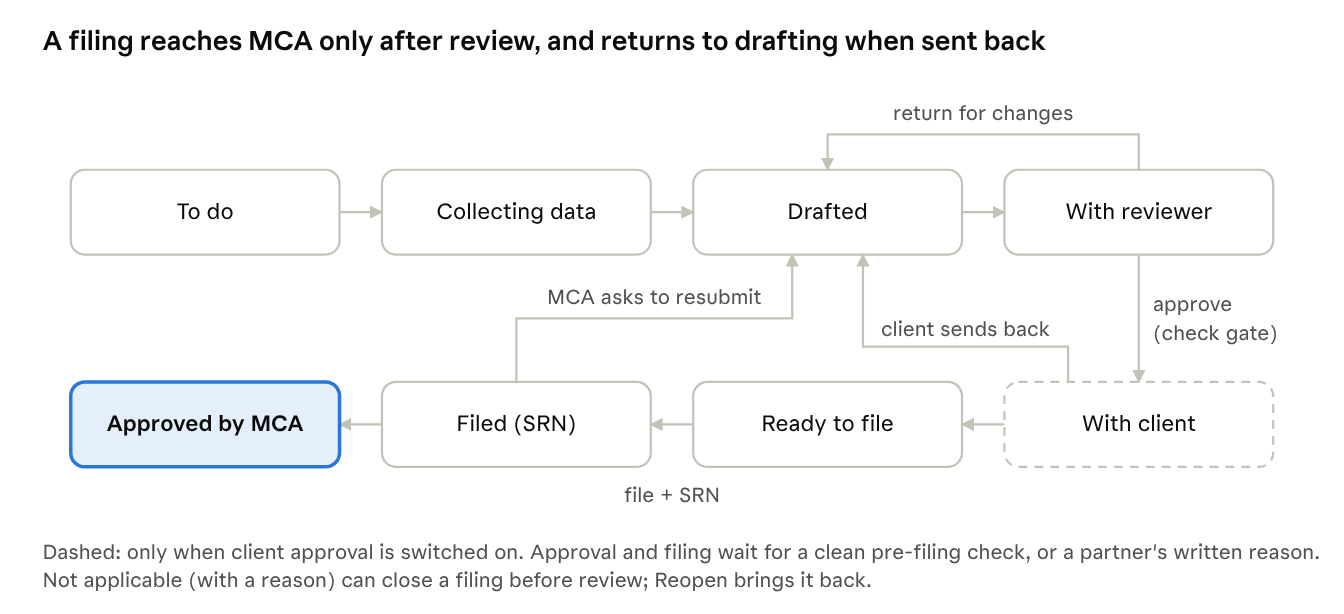 A filing reaches MCA only after review, and returns to drafting when sent back
return for changes
To do
Collecting data
Drafted
With reviewer
MCA asks to resubmit
client sends back
approve
(check gate)
Approved by MCA
Filed (SRN)
Ready to file
With client
file + SRN
Dashed: only when client approval is switched on. Approval and filing wait for a clean pre-filing check, or a partner's written reason.
Not applicable (with a reason) can close a filing before review; Reopen brings it back.